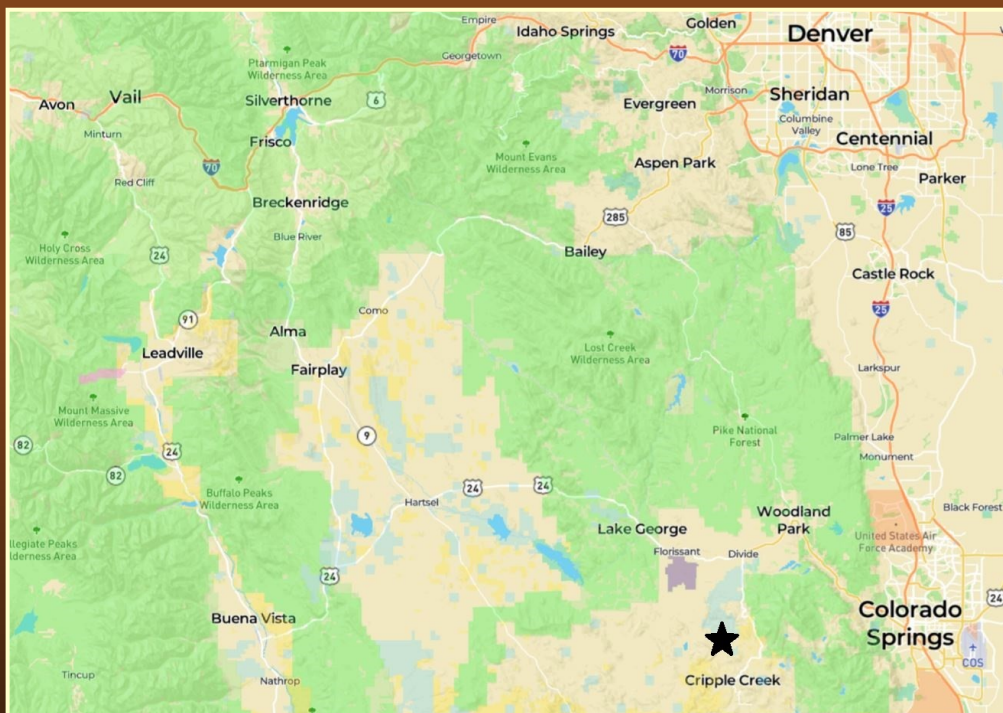 Empire
Idaho Springs
Golden
Denver
Georgetown
70
Ptarmigan Peak
Wilderness Area
Avon
Vail
Silverthorne
6
Evergreen
Morrison
Sheridan
Minturn
Frisco
Columbine
Valley
Centennial
70
Mount Evans
Wilderness Area
Aspen Park
Lone Tree
Parker
Red Cliff
Breckenridge
285
25
Blue River
85
Holy Cross
Wilderness Area
24
Bailey
Castle Rock
Como
25
91
Alma
Leadville
Lost Creek
Wilderness Area
Fairplay
Larkspur
Mount Massive
Wilderness Area
Pike National
Forest
9
Palmer Lake
82
24
Monument
82
24
24
Buffalo Peaks
Wilderness Area
Hartsel
Woodland
Park
Black Forest
Lake George
llegiate Peaks
lderness Area
United States Air
Force Academy
Florissant
Divide
24
24
Buena Vista
Colorado
Springs
COS
Tincup
Nathrop
Cripple Creek